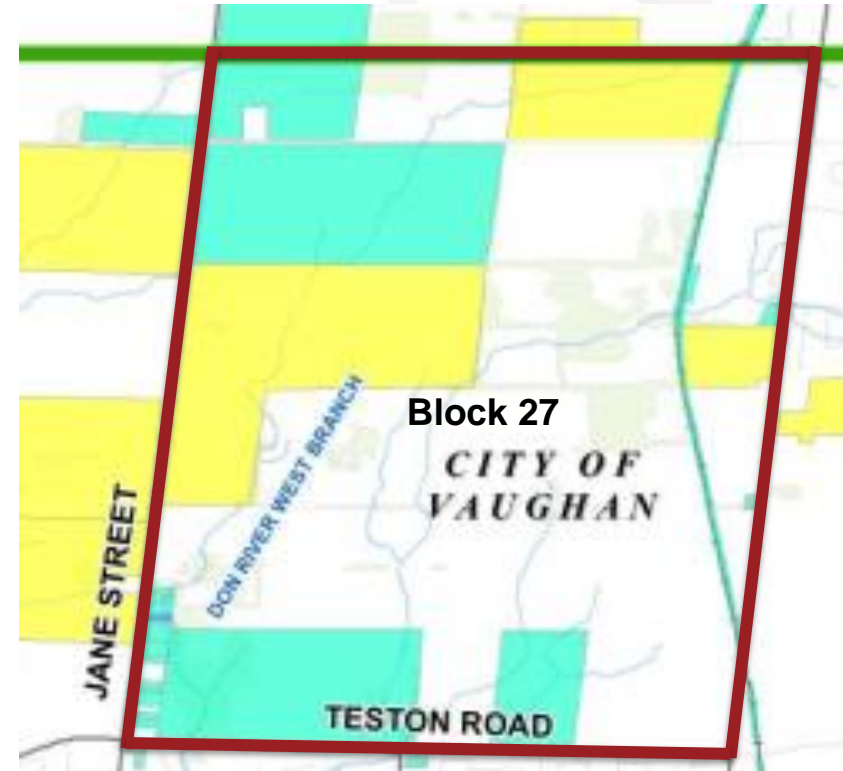 Block 27
CITY OF
VAUGHAN
DON RIVER WEST BRANCH
JANE STREET
TESTON ROAD